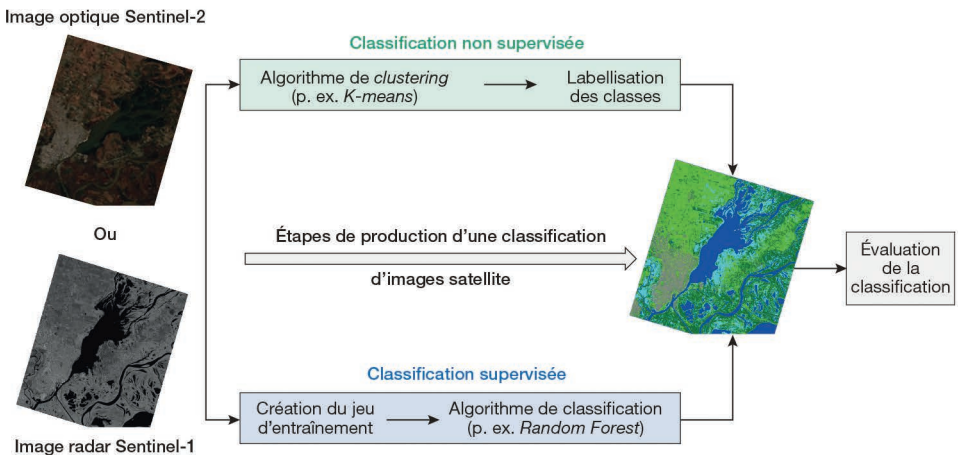 Image optique Sentinel-2
Ou
Image radar Sentinel-1
Classification non supervisée
Algorithme de clustering
(p. ex. K-means)
Labellisation
des classes
Étapes de production d'une classification
d'images satellite
Classification supervisée
Création du jeu
d'entraînement
Algorithme de classification
(p. ex. Random Forest)
Évaluation
de la
classification